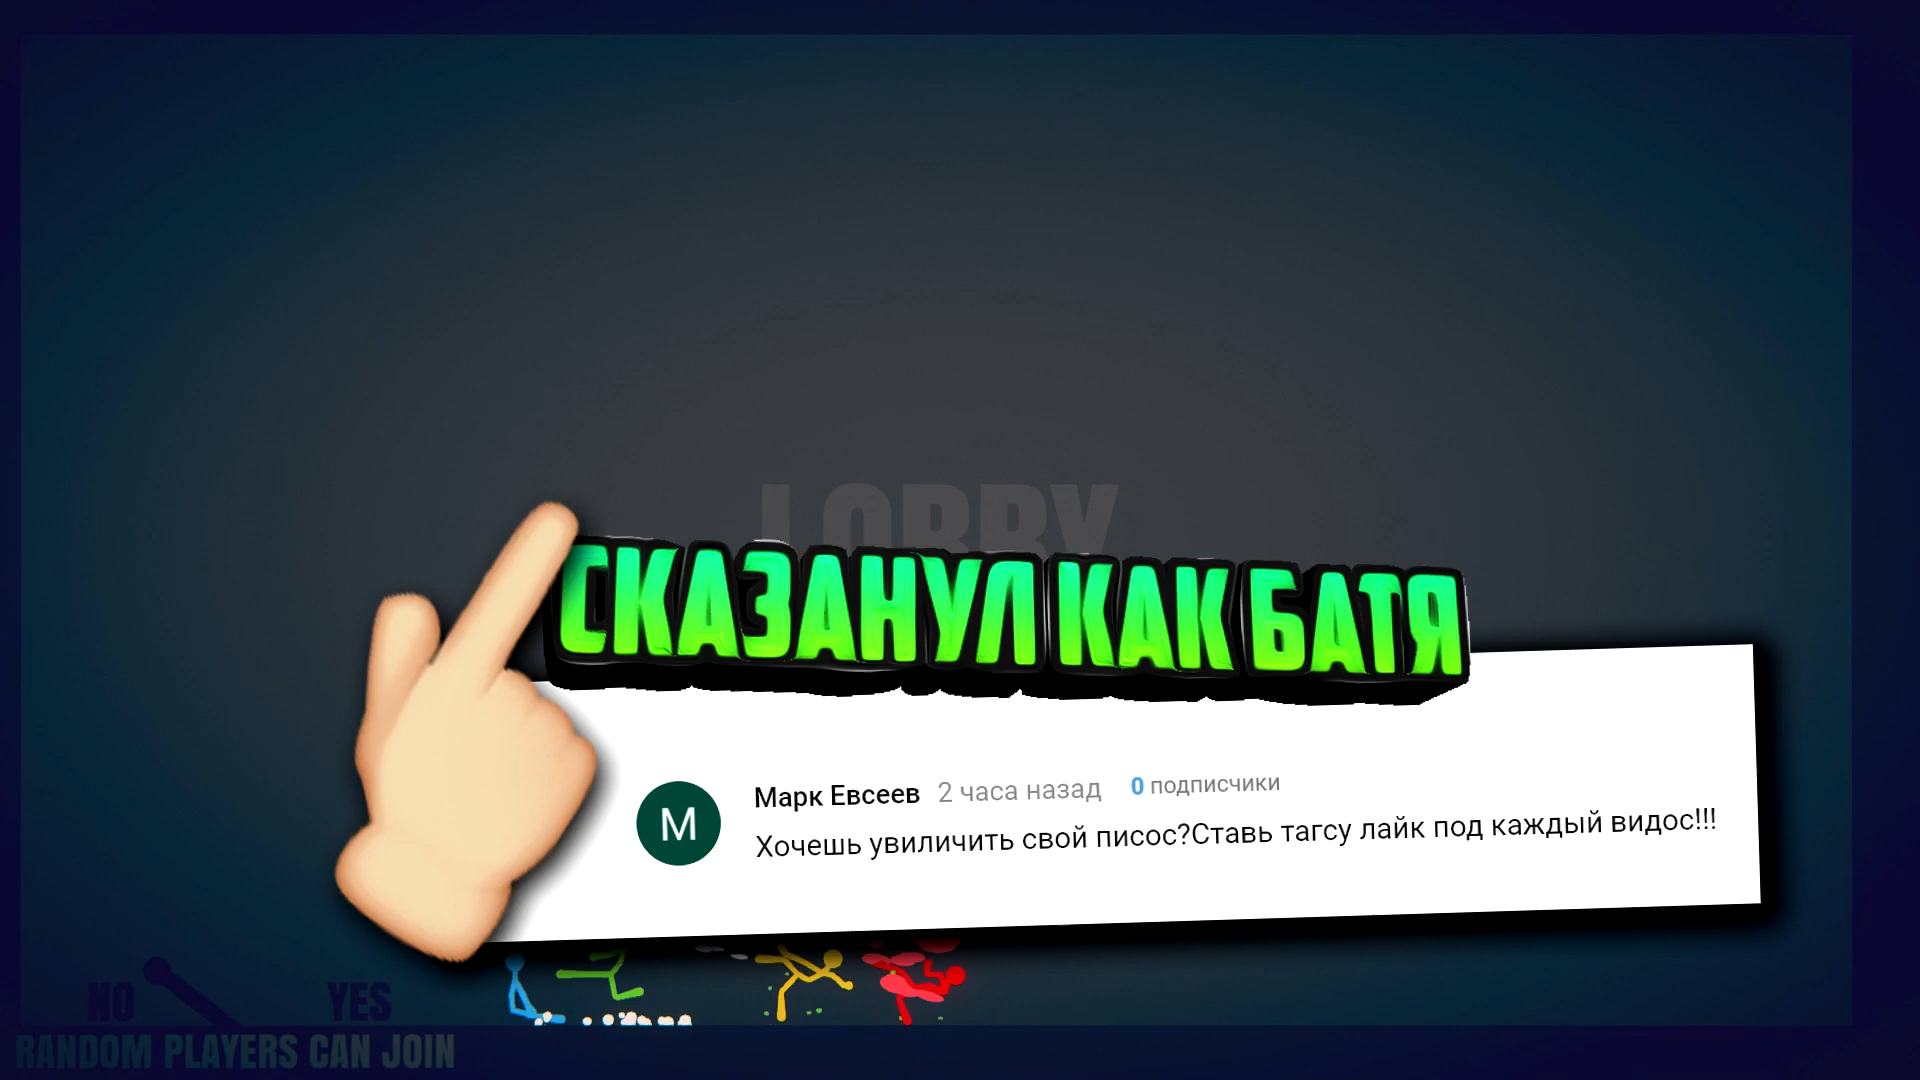 LOBBY
СКАЗАНУЛ КАК БАТЯ
Марк Евсеев 2 часа назад 0 подписчики
М
Хочешь увиличить свой писос?Ставь тагсу лайк под каждый видос!!!
NO YES
RANDOM PLAYERS CAN JOIN